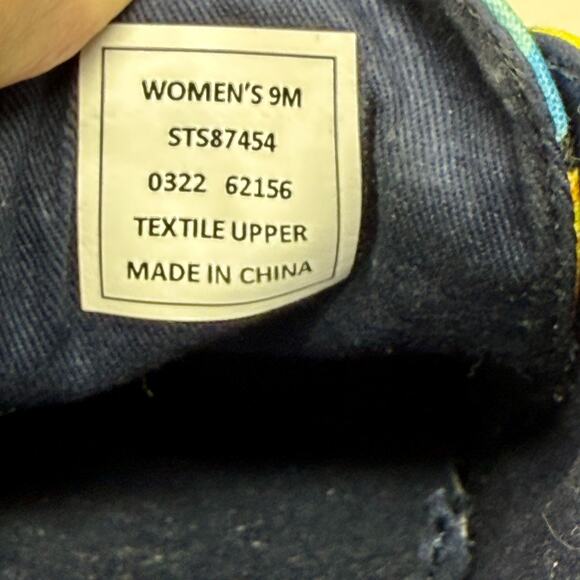 WOMEN'S 9M
STS87454
0322 62156
TEXTILE UPPER
MADE IN CHINA